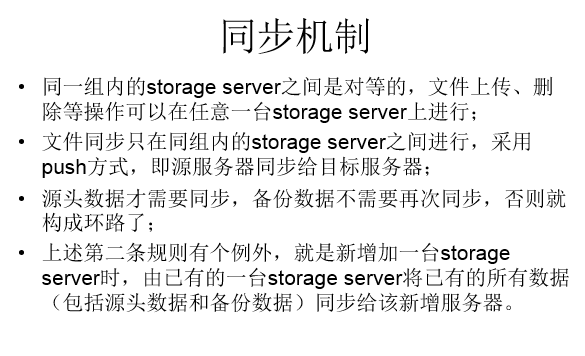 同步机制
• 同一组内的storage server之间是对等的，文件上传、删
除等操作可以在任意一台storage server上进行；
• 文件同步只在同组内的storage server之间进行，采用
push方式，即源服务器同步给目标服务器；
• 源头数据才需要同步，备份数据不需要再次同步，否则就
构成环路了；
• 上述第二条规则有个例外，就是新增加一台storage
server时，由已有的一台storage server将已有的所有数据
（包括源头数据和备份数据）同步给该新增服务器。